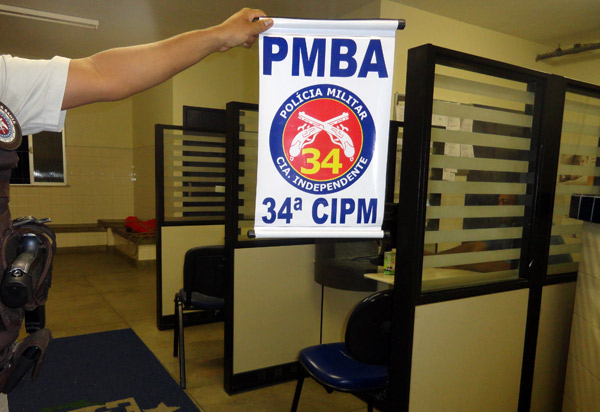 PMBA
POLÍCIA MILITAR
34
CIA. INDEPENDENTE
34ª CIPM